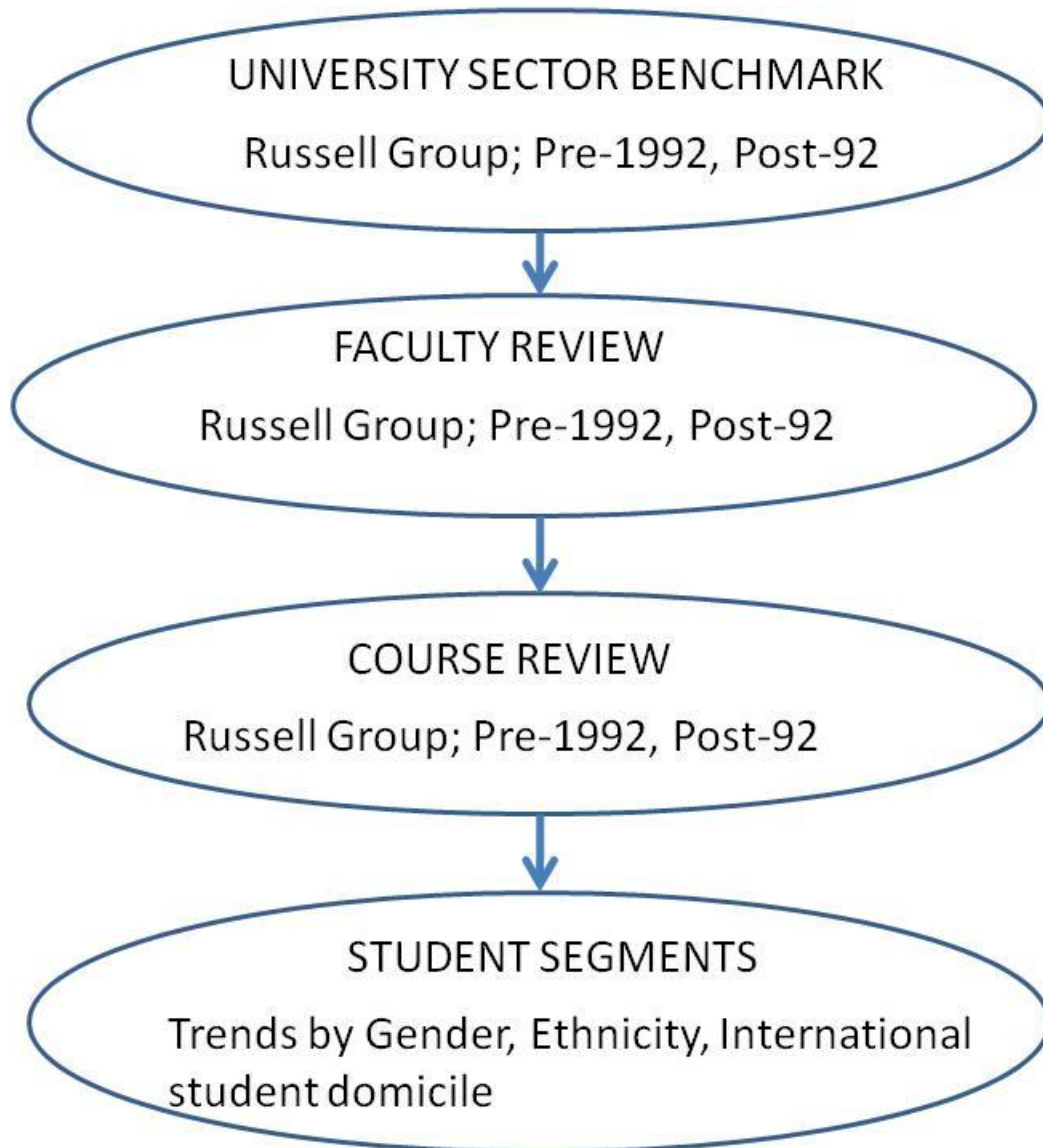 UNIVERSITY SECTOR BENCHMARK
Russell Group; Pre-1992, Post-92
FACULTY REVIEW
Russell Group; Pre-1992, Post-92
COURSE REVIEW
Russell Group; Pre-1992, Post-92
STUDENT SEGMENTS
Trends by Gender, Ethnicity, International
student domicile